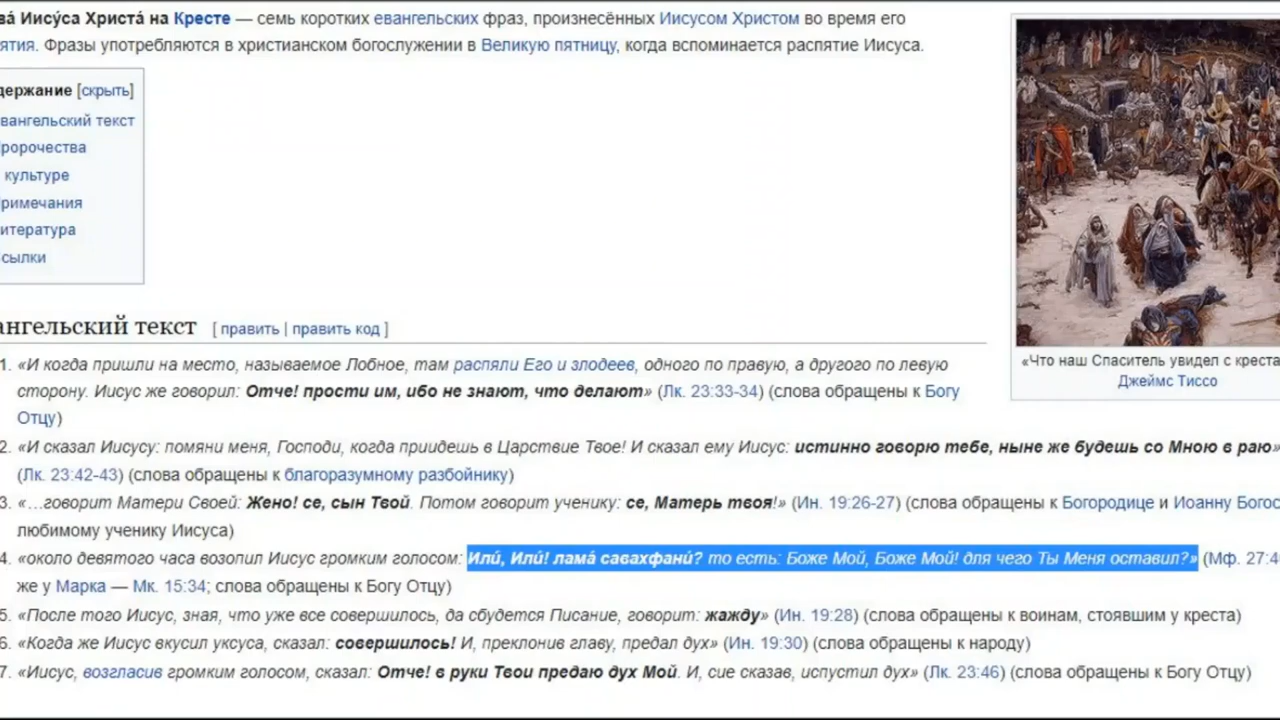 ва́ Иису́са Христа́ на Кресте — семь коротких евангельских фраз, произнесённых Иисусом Христом во время его
ятия. Фразы употребляются в христианском богослужении в Великую пятницу, когда вспоминается распятие Иисуса.
держание [скрыть]
вангельский текст
ророчества
культуре
римечания
итература
сылки
ангельский текст [ править | править код ]
1. «И когда пришли на место, называемое Лобное, там распяли Его и злодеев, одного по правую, а другого по левую
сторону. Иисус же говорил: Отче! прости им, ибо не знают, что делают» (Лк. 23:33-34) (слова обращены к Богу
Отцу)
2. «И сказал Иисусу: помяни меня, Господи, когда приидешь в Царствие Твое! И сказал ему Иисус: истинно говорю тебе, ныне же будешь со Мною в раю»
(Лк. 23:42-43) (слова обращены к благоразумному разбойнику)
3. «…говорит Матери Своей: Жено! се, сын Твой. Потом говорит ученику: се, Матерь твоя!» (Ин. 19:26-27) (слова обращены к Богородице и Иоанну Богос
любимому ученику Иисуса)
4. «около девятого часа возопил Иисус громким голосом: Или́, Или́! лама́ савахфани́? то есть: Боже Мой, Боже Мой! для чего Ты Меня оставил?» (Мф. 27:4
же у Марка — Мк. 15:34; слова обращены к Богу Отцу)
5. «После того Иисус, зная, что уже все совершилось, да сбудется Писание, говорит: жажду» (Ин. 19:28) (слова обращены к воинам, стоявшим у креста)
6. «Когда же Иисус вкусил уксуса, сказал: совершилось! И, преклонив главу, предал дух» (Ин. 19:30) (слова обращены к народу)
7. «Иисус, возгласив громким голосом, сказал: Отче! в руки Твои предаю дух Мой. И, сие сказав, испустил дух» (Лк. 23:46) (слова обращены к Богу Отцу)
«Что наш Спаситель увидел с креста
Джеймс Тиссо